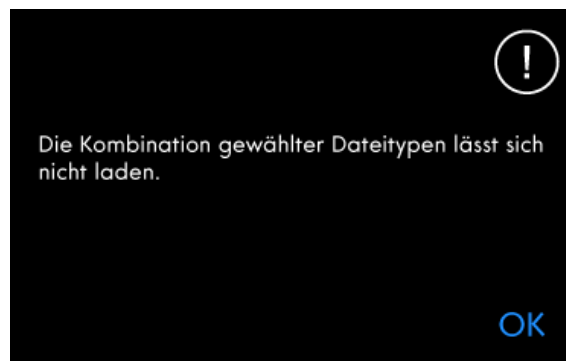 !
Die Kombination gewählter Dateitypen lässt sich
nicht laden.
OK